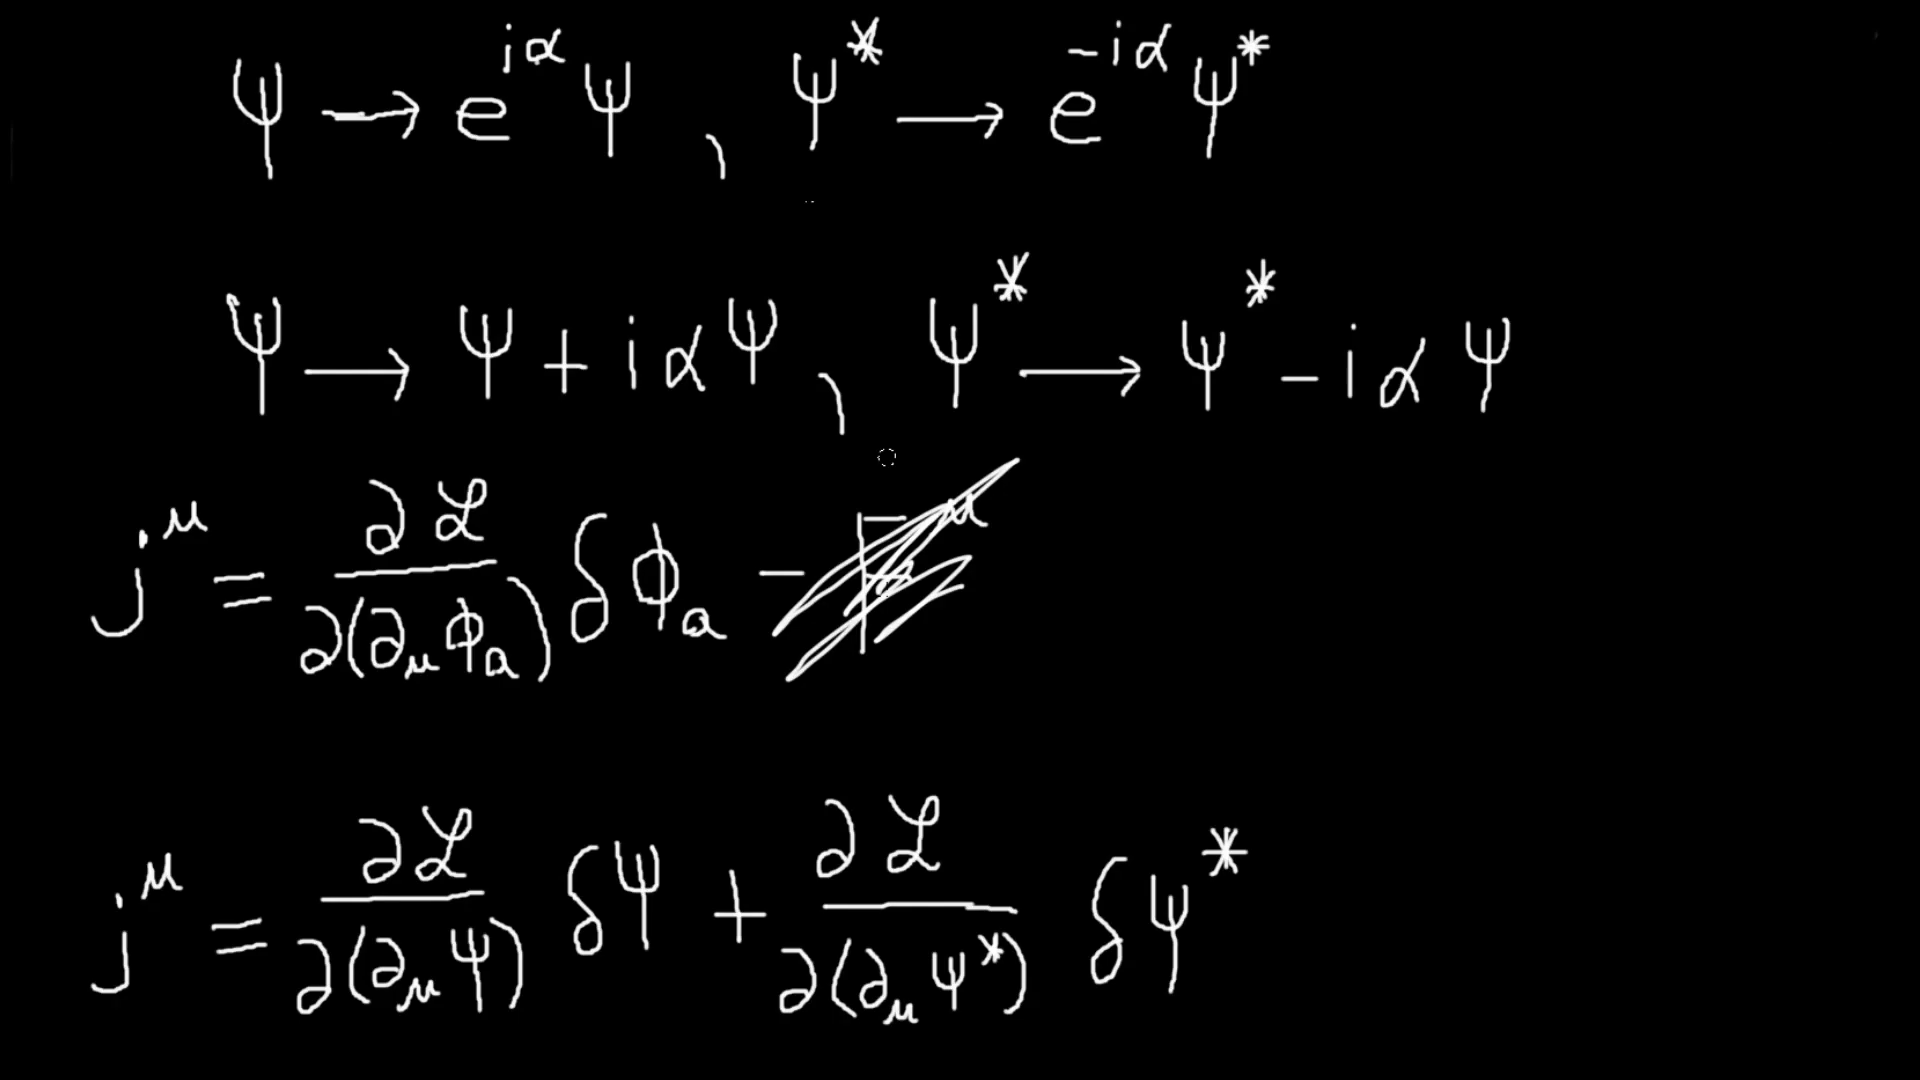 ψ → e^{iα} ψ , ψ^* → e^{-iα} ψ^*
ψ → ψ + iαψ , ψ^* → ψ^* - iαψ
j^μ = ∂ℒ/∂(∂_μ ϕ_a) δϕ_a - F^μ
j^μ = ∂ℒ/∂(∂_μ ψ) δψ + ∂ℒ/∂(∂_μ ψ^*) δψ^*